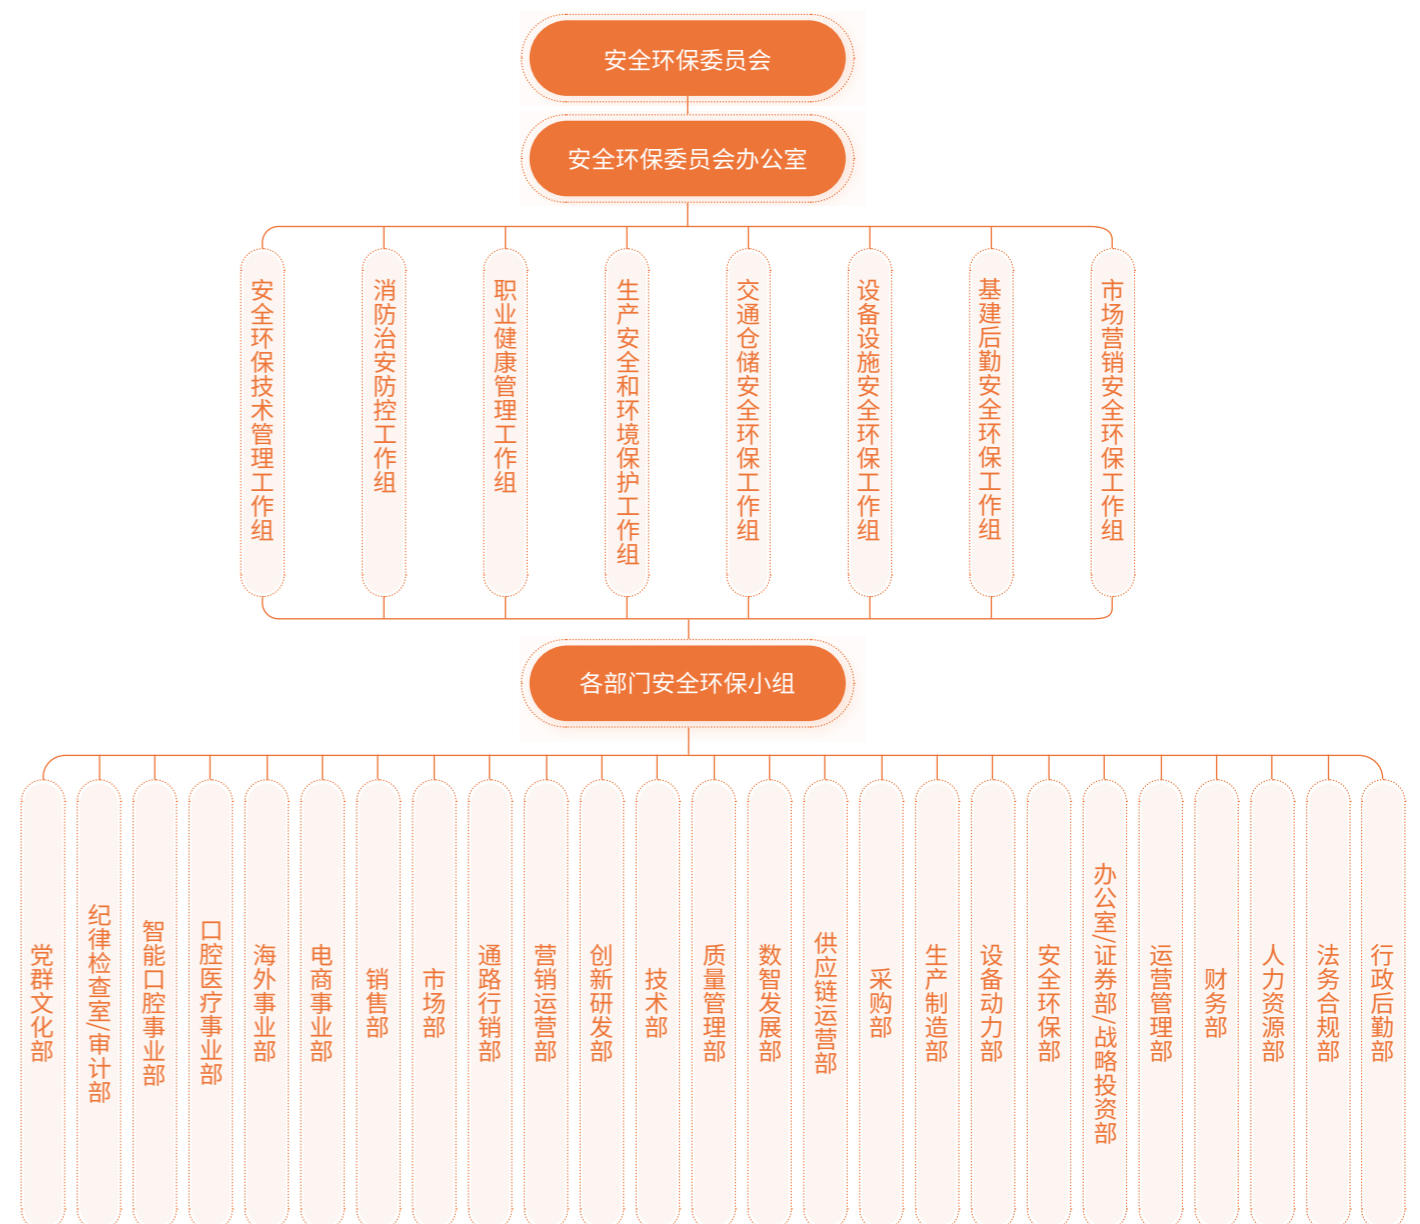 安全环保委员会
安全环保委员会办公室
安全环保技术管理工作组
消防治安防控工作组
职业健康管理工作组
生产安全和环境保护工作组
交通仓储安全环保工作组
设备设施安全环保工作组
基建后勤安全环保工作组
市场营销安全环保工作组
各部门安全环保小组
党群文化部
纪律检查室/审计部
智能口腔事业部
口腔医疗事业部
海外事业部
电商事业部
销售部
市场部
通路行销部
营销运营部
创新研发部
技术部
质量管理部
数智发展部
供应链运营部
采购部
生产制造部
设备动力部
安全环保部
办公室/证券部/战略投资部
运营管理部
财务部
人力资源部
法务合规部
行政后勤部